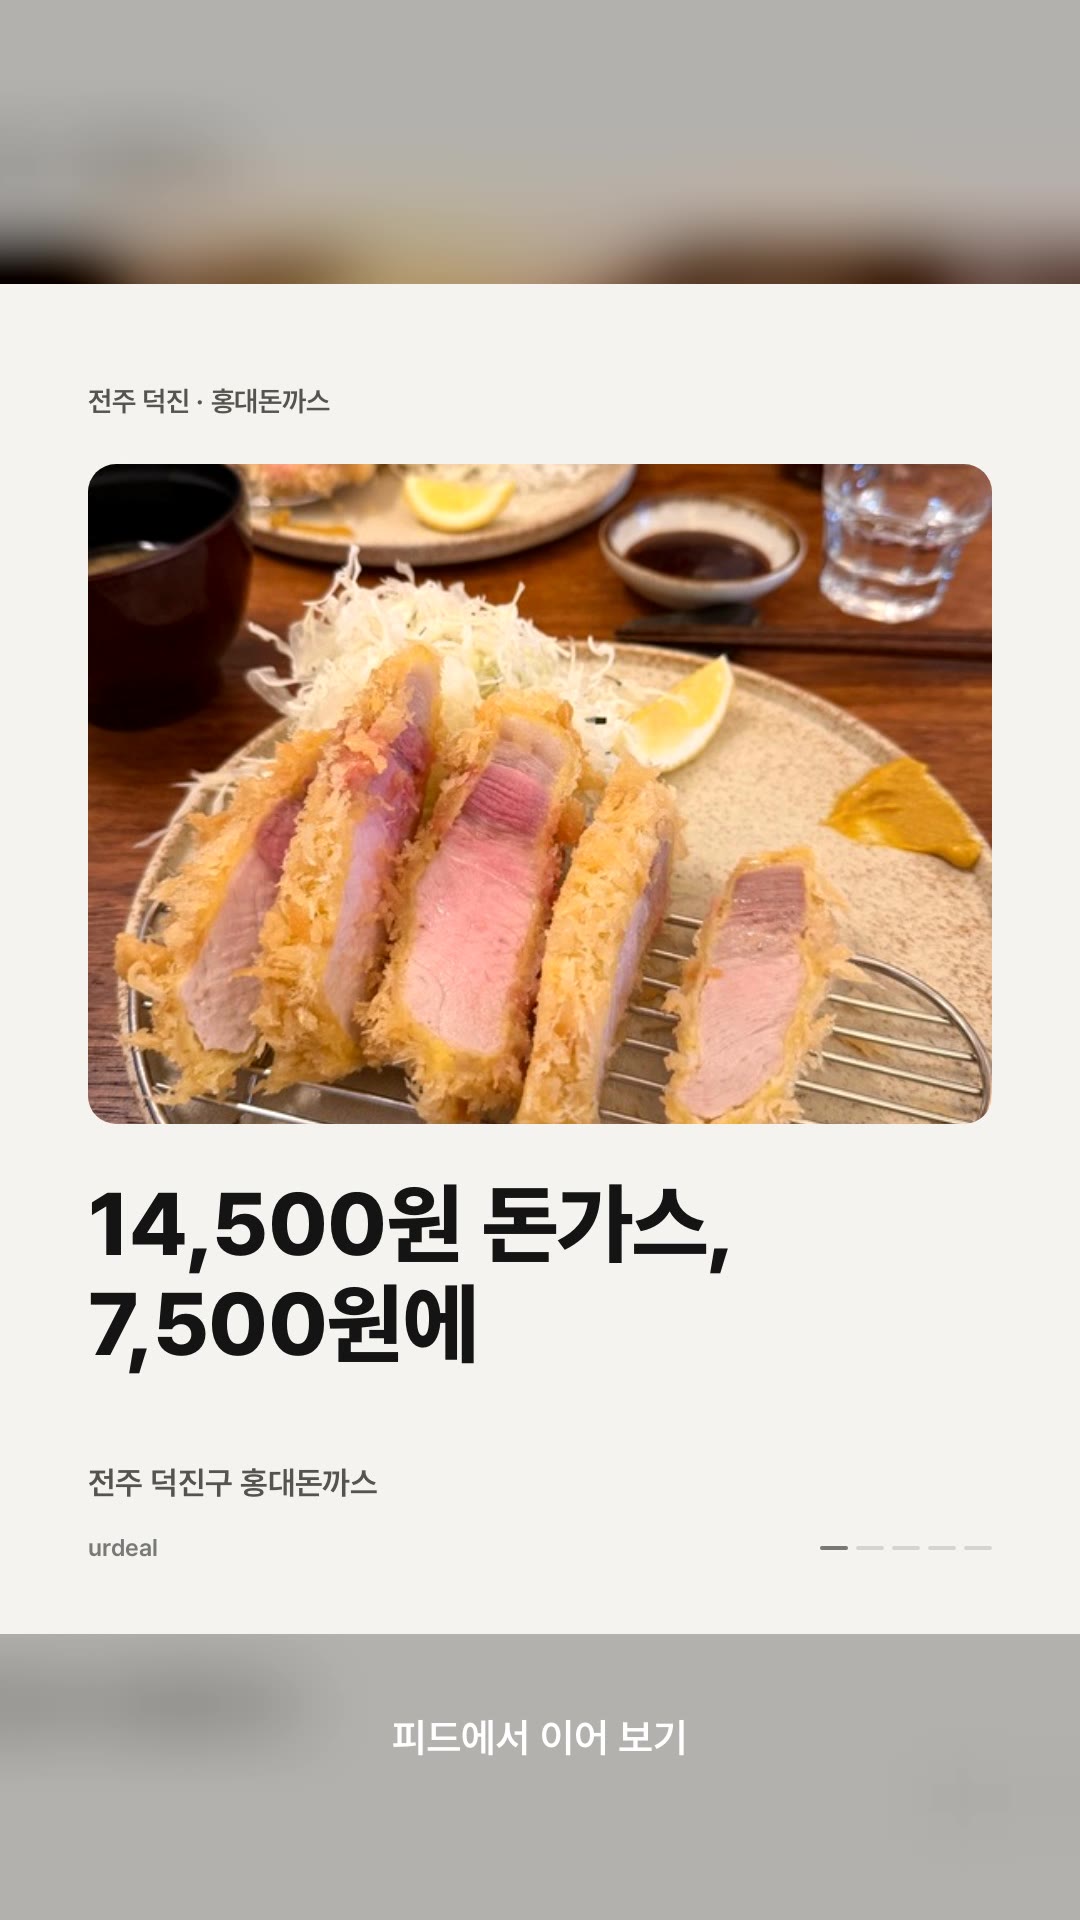 전주 덕진 · 홍대돈까스
14,500원 돈가스,
7,500원에
전주 덕진구 홍대돈까스
urdeal
피드에서 이어 보기